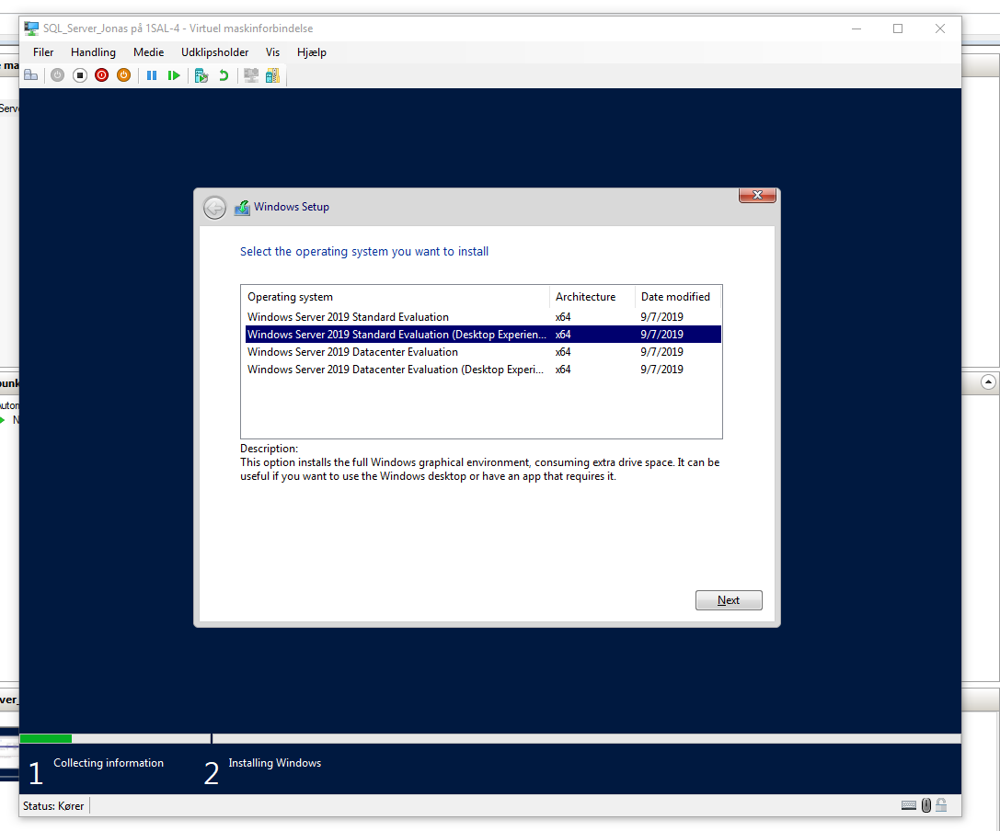 SQL_Server_Jonas på 1SAL-4 - Virtuel maskinforbindelse
Filer Handling Medie Udklipsholder Vis Hjælp
Windows Setup
Select the operating system you want to install
Operating system Architecture Date modified
Windows Server 2019 Standard Evaluation x64 9/7/2019
Windows Server 2019 Standard Evaluation (Desktop Experien... x64 9/7/2019
Windows Server 2019 Datacenter Evaluation x64 9/7/2019
Windows Server 2019 Datacenter Evaluation (Desktop Experi... x64 9/7/2019
Description:
This option installs the full Windows graphical environment, consuming extra drive space. It can be
useful if you want to use the Windows desktop or have an app that requires it.
Next
1 Collecting information 2 Installing Windows
Status: Kører